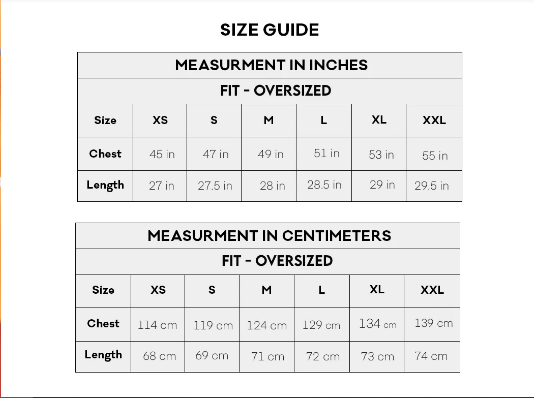 SIZE GUIDE
MEASURMENT IN INCHES
FIT - OVERSIZED
Size XS S M L XL XXL
Chest 45 in 47 in 49 in 51 in 53 in 55 in
Length 27 in 27.5 in 28 in 28.5 in 29 in 29.5 in
MEASURMENT IN CENTIMETERS
FIT - OVERSIZED
Size XS S M L XL XXL
Chest 114 cm 119 cm 124 cm 129 cm 134 cm 139 cm
Length 68 cm 69 cm 71 cm 72 cm 73 cm 74 cm